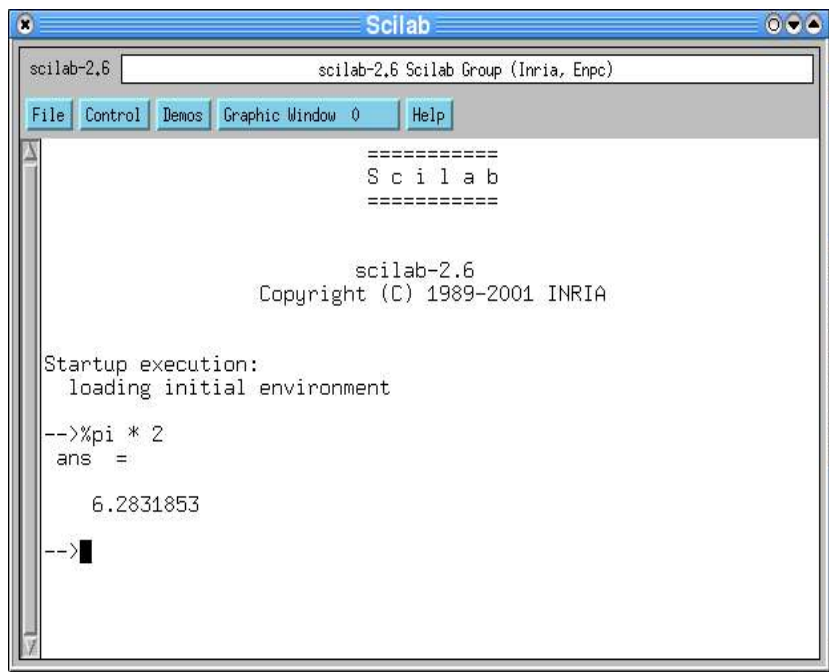 Scilab
scilab-2.6 scilab-2.6 Scilab Group (Inria, Enpc)
File Control Demos Graphic Window 0 Help
===========
S c i l a b
===========
scilab-2.6
Copyright (C) 1989-2001 INRIA
Startup execution:
loading initial environment
-->%pi * 2
ans =
6.2831853
-->